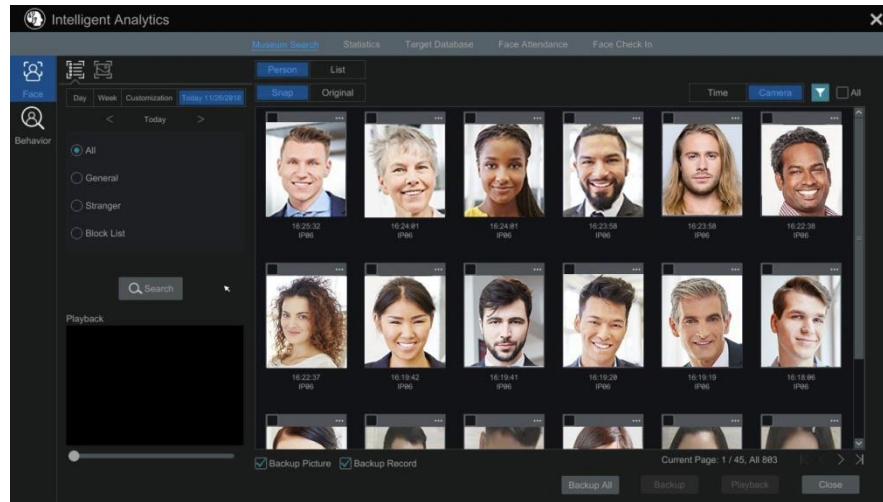 Intelligent Analytics
Museum Search Statistics Target Database Face Attendance Face Check In
Face
Behavior
Day Week Customization Today 11/26/2018
< Today >
All
General
Stranger
Block List
Search
Playback
Person List
Snap Original
Time Camera All
16:25:32 16:24:01 16:24:01 16:23:58 16:23:58 16:22:38
IP06 IP06 IP06 IP06 IP06 IP06
16:22:37 16:19:42 16:19:41 16:19:20 16:19:19 16:18:06
IP06 IP06 IP06 IP06 IP06 IP06
Backup Picture Backup Record
Current Page: 1 / 45, All 803
Backup All Backup Playback Close